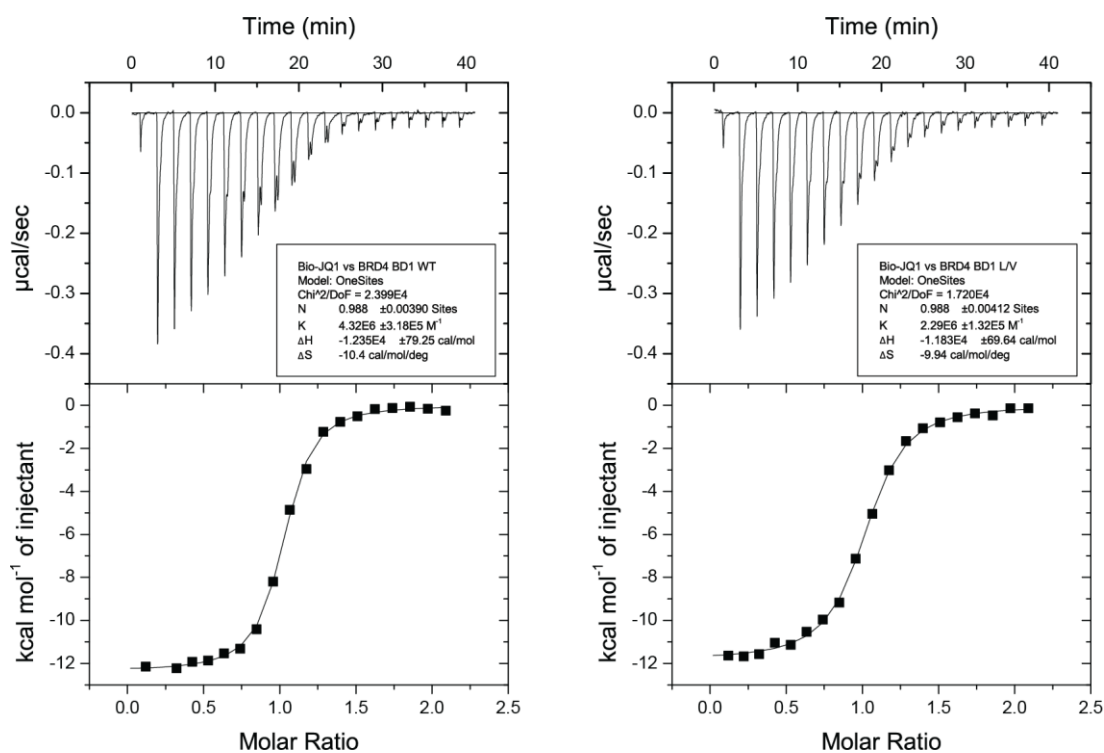 Time (min)
0 10 20 30 40
0.0
-0.1
-0.2
-0.3
-0.4
µcal/sec
Bio-JQ1 vs BRD4 BD1 WT
Model: OneSites
Chi^2/DoF = 2.399E4
N 0.988 ±0.00390 Sites
K 4.32E6 ±3.18E5 M⁻¹
ΔH -1.235E4 ±79.25 cal/mol
ΔS -10.4 cal/mol/deg
0
-2
-4
-6
-8
-10
-12
kcal mol⁻¹ of injectant
0.0 0.5 1.0 1.5 2.0 2.5
Molar Ratio
Time (min)
0 10 20 30 40
0.0
-0.1
-0.2
-0.3
-0.4
µcal/sec
Bio-JQ1 vs BRD4 BD1 L/V
Model: OneSites
Chi^2/DoF = 1.720E4
N 0.988 ±0.00412 Sites
K 2.29E6 ±1.32E5 M⁻¹
ΔH -1.183E4 ±69.64 cal/mol
ΔS -9.94 cal/mol/deg
0
-2
-4
-6
-8
-10
-12
kcal mol⁻¹ of injectant
0.0 0.5 1.0 1.5 2.0 2.5
Molar Ratio